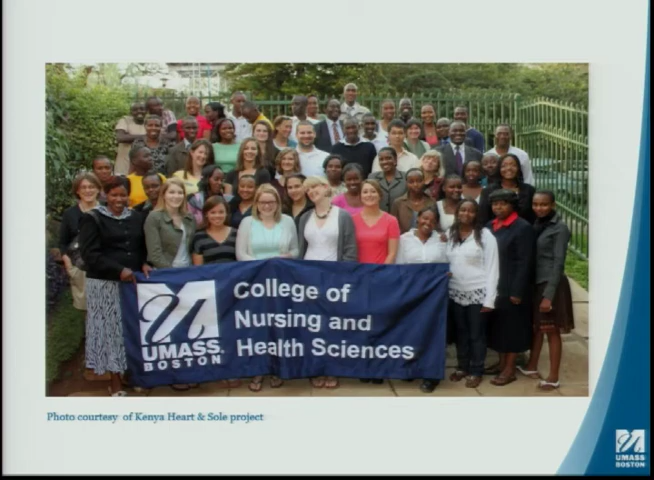 College of
Nursing and
Health Sciences
UMASS.
BOSTON
Photo courtesy of Kenya Heart & Sole project
UMASS
BOSTON